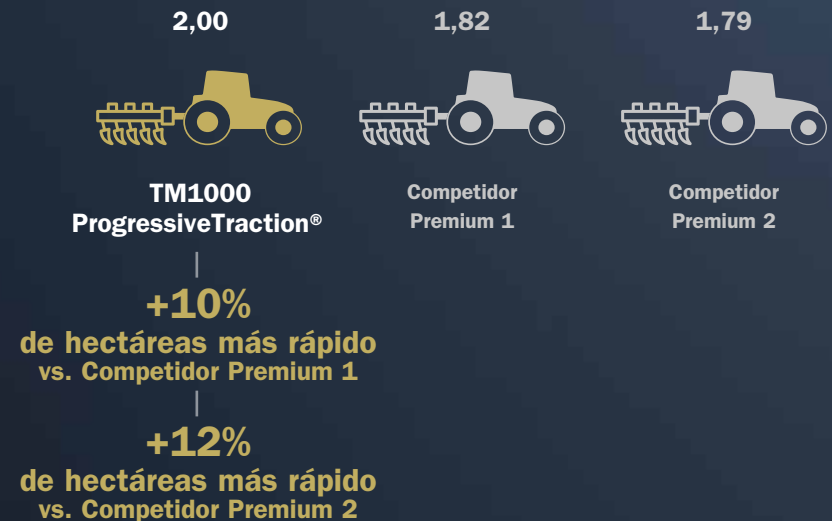 2,00 1,82 1,79
TM1000 ProgressiveTraction®
Competidor Premium 1
Competidor Premium 2
+10%
de hectáreas más rápido
vs. Competidor Premium 1
+12%
de hectáreas más rápido
vs. Competidor Premium 2